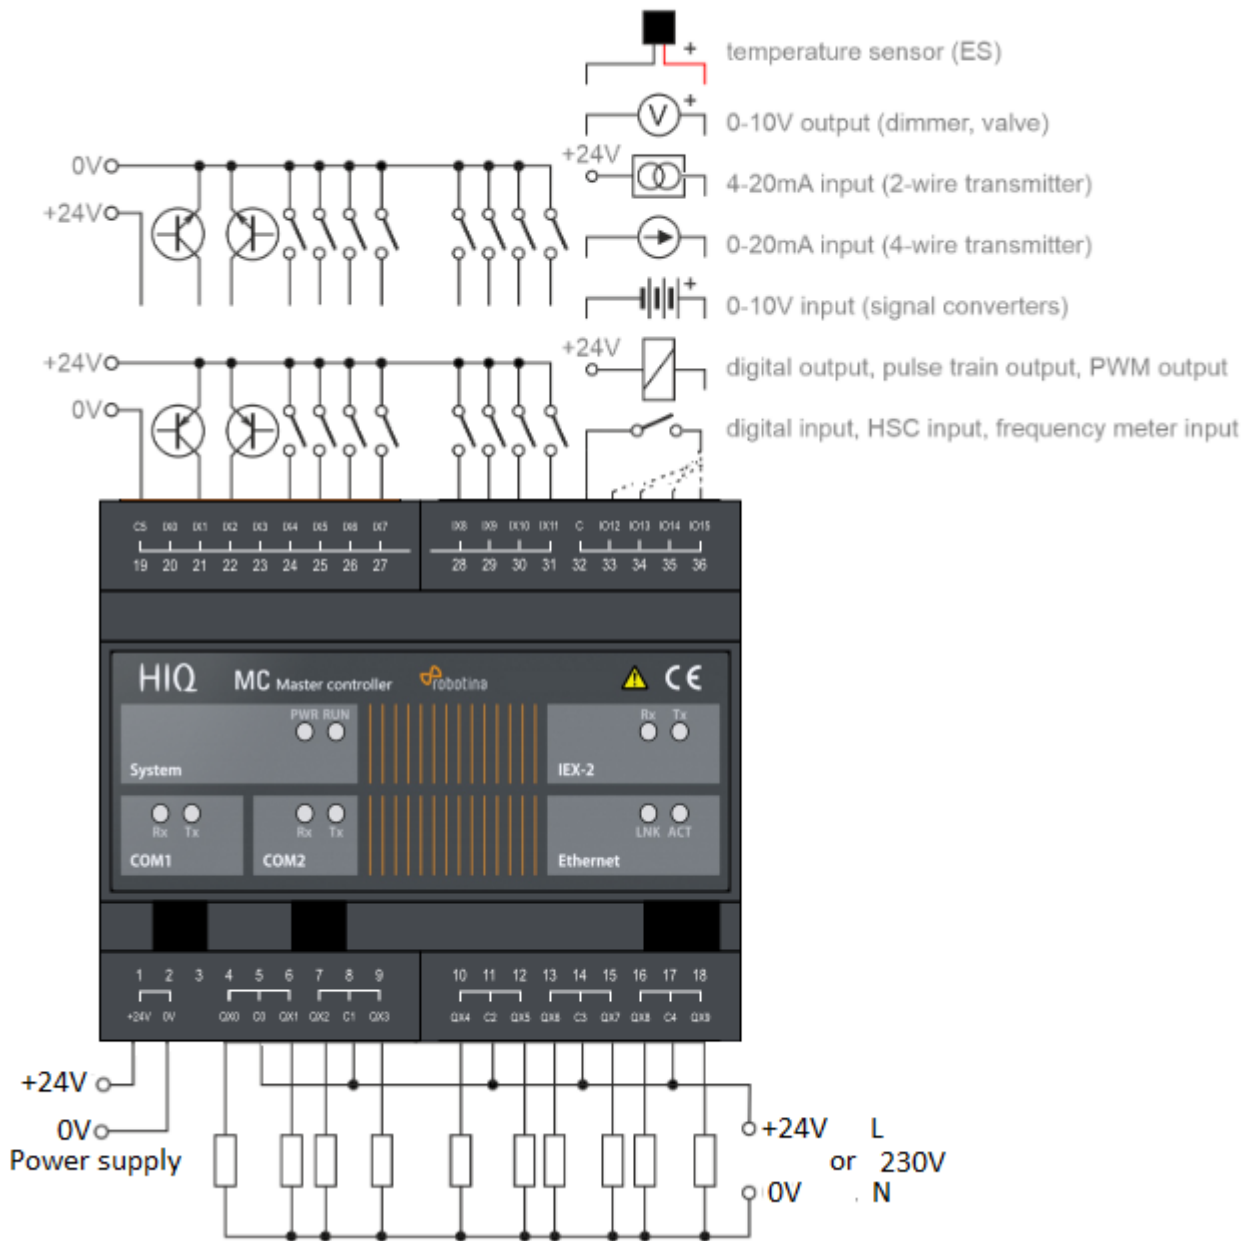 + temperature sensor (ES)
V + 0-10V output (dimmer, valve)
+24V 4-20mA input (2-wire transmitter)
0-20mA input (4-wire transmitter)
+ 0-10V input (signal converters)
+24V digital output, pulse train output, PWM output
digital input, HSC input, frequency meter input
0V
+24V
+24V
0V
CS IX0 IX1 IX2 IX3 IX4 IX5 IX6 IX7 IX8 IX9 IX10 IX11 C IO12 IO13 IO14 IO15
19 20 21 22 23 24 25 26 27 28 29 30 31 32 33 34 35 36
HIQ MC Master controller robotina CE
PWR RUN
System
Rx Tx
IEX-2
Rx Tx
COM1
Rx Tx
COM2
LNK ACT
Ethernet
1 2 3 4 5 6 7 8 9 10 11 12 13 14 15 16 17 18
+24V 0V QX0 C0 QX1 QX2 C1 QX3 QX4 C2 QX5 QX6 C3 QX7 QX8 C4 QX9
+24V
0V
Power supply
+24V L
or 230V
0V N